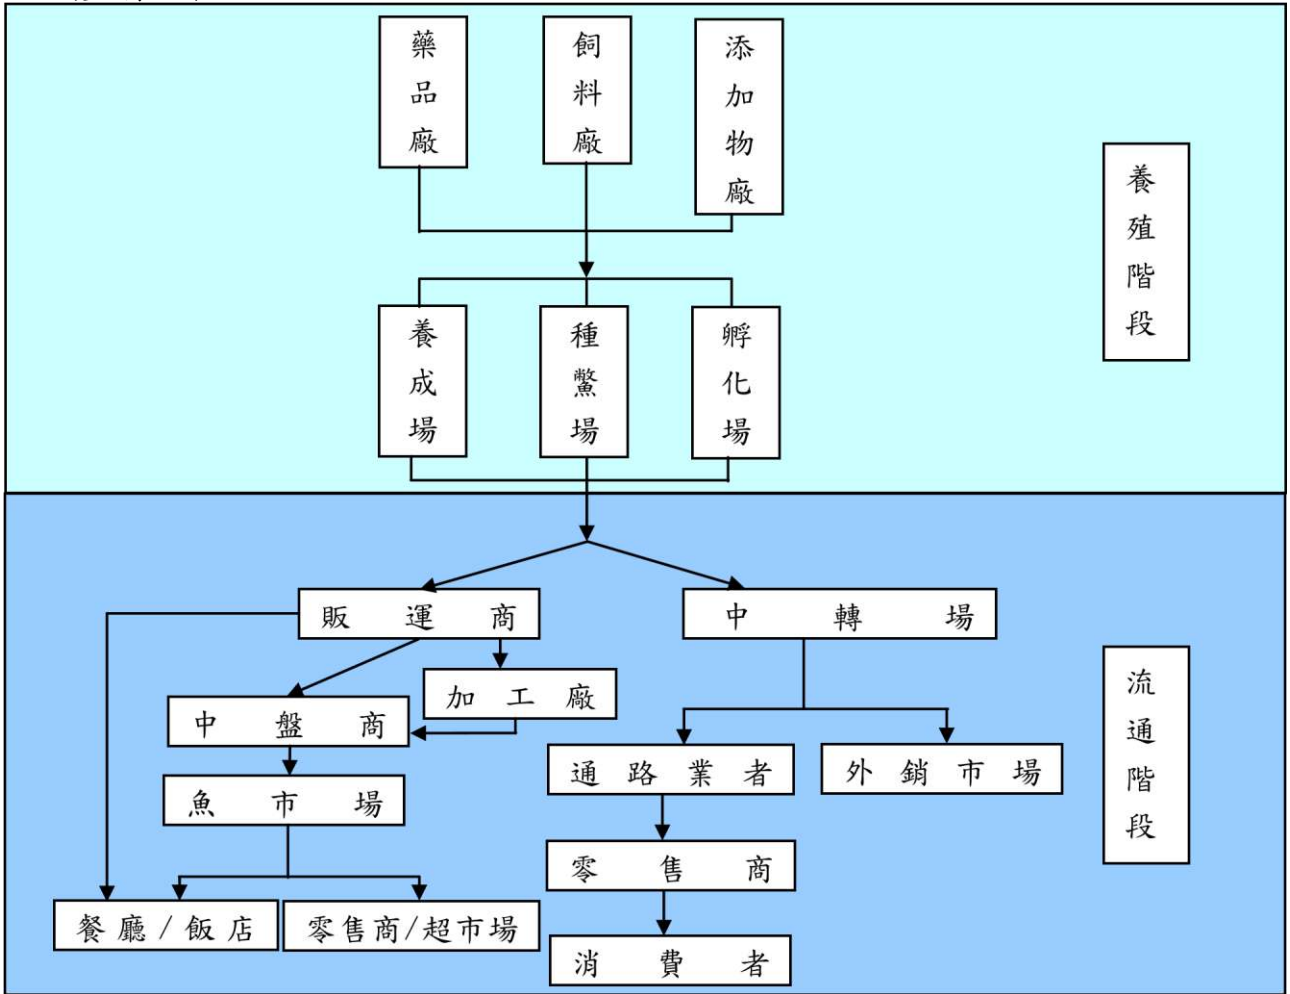 藥品廠
飼料廠
添加物廠
養殖階段
養成場
種鱉場
孵化場
販運商
中轉場
加工廠
中盤商
流通階段
通路業者
外銷市場
魚市場
零售商
餐廳/飯店
零售商/超市場
消費者